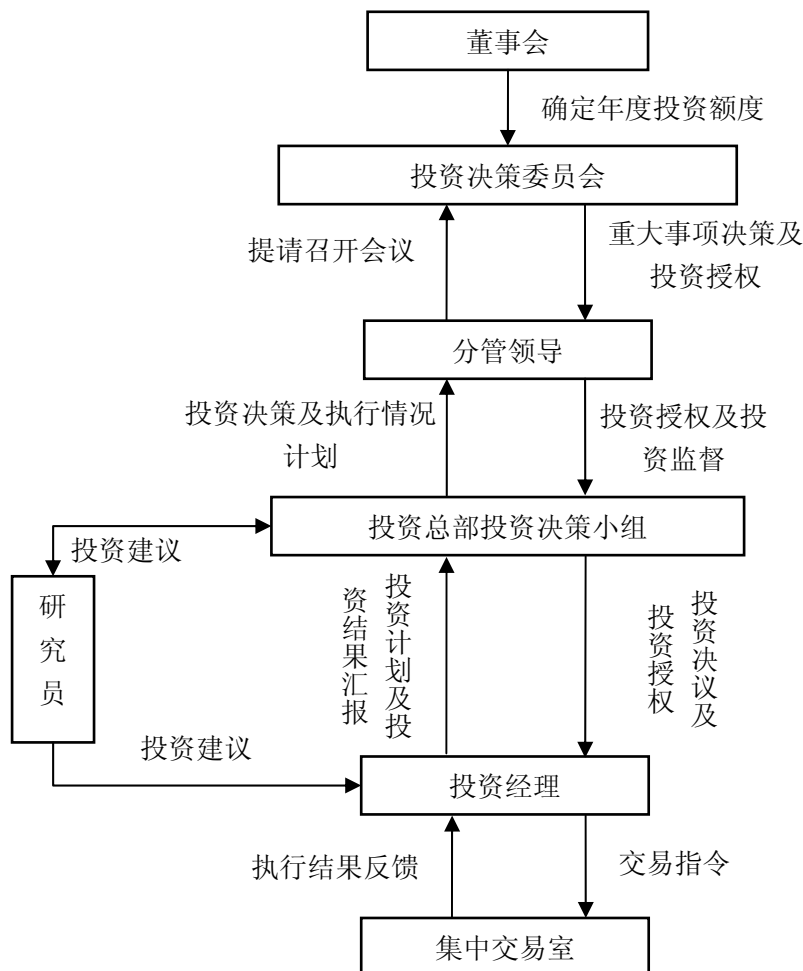 董事会
确定年度投资额度
投资决策委员会
提请召开会议
重大事项决策及
投资授权
分管领导
投资决策及执行情况
计划
投资授权及投
资监督
投资总部投资决策小组
投资建议
研
究
员
投资计划及投
资结果汇报
投资决议及
投资授权
投资建议
投资经理
执行结果反馈
交易指令
集中交易室